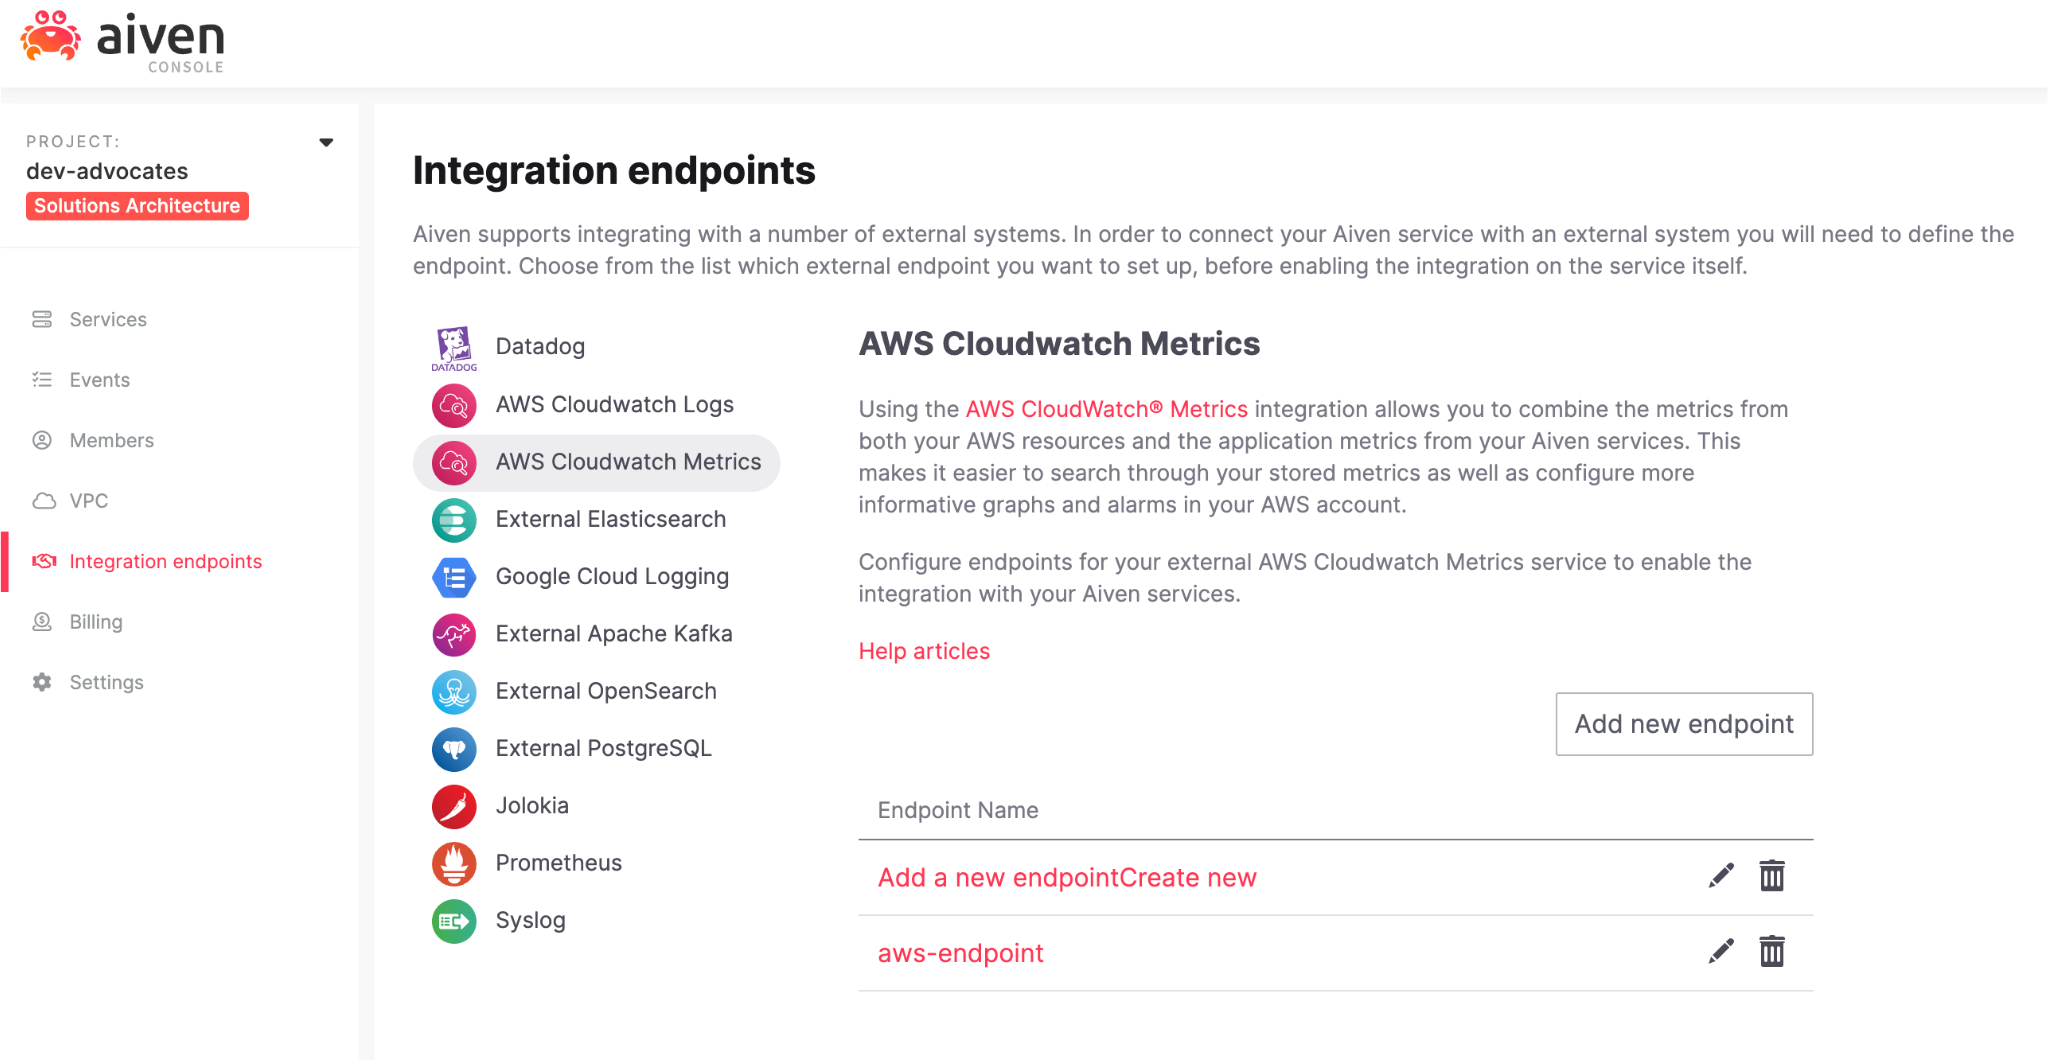 aiven
CONSOLE
PROJECT:
dev-advocates
Solutions Architecture
Services
Events
Members
VPC
Integration endpoints
Billing
Settings
Integration endpoints
Aiven supports integrating with a number of external systems. In order to connect your Aiven service with an external system you will need to define the
endpoint. Choose from the list which external endpoint you want to set up, before enabling the integration on the service itself.
DATADOG
Datadog
AWS Cloudwatch Logs
AWS Cloudwatch Metrics
External Elasticsearch
Google Cloud Logging
External Apache Kafka
External OpenSearch
External PostgreSQL
Jolokia
Prometheus
Syslog
AWS Cloudwatch Metrics
Using the AWS CloudWatch® Metrics integration allows you to combine the metrics from
both your AWS resources and the application metrics from your Aiven services. This
makes it easier to search through your stored metrics as well as configure more
informative graphs and alarms in your AWS account.
Configure endpoints for your external AWS Cloudwatch Metrics service to enable the
integration with your Aiven services.
Help articles
Add new endpoint
Endpoint Name
Add a new endpointCreate new
aws-endpoint